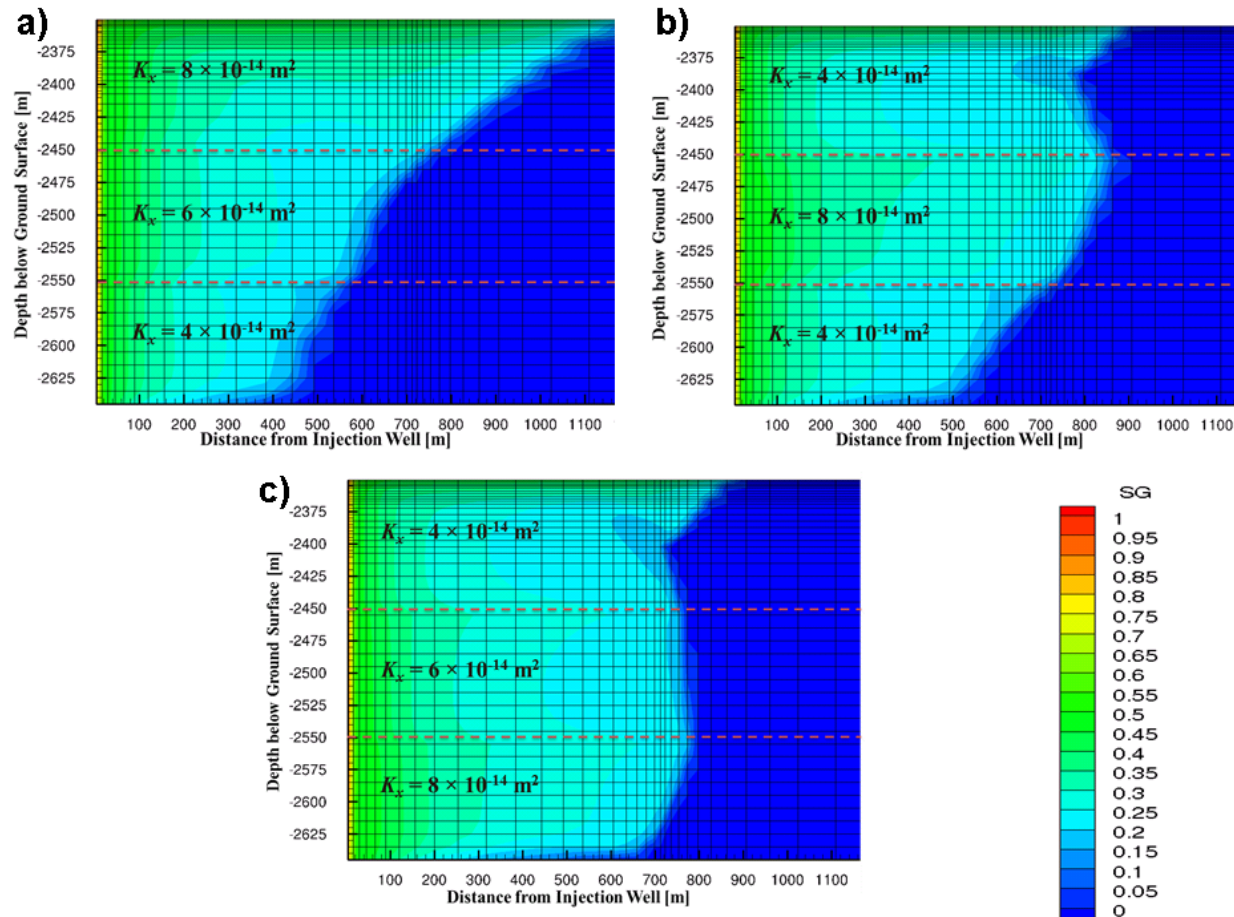 a)
Depth below Ground Surface [m]
-2375
-2400
-2425
-2450
-2475
-2500
-2525
-2550
-2575
-2600
-2625
Kx = 8 × 10-14 m2
Kx = 6 × 10-14 m2
Kx = 4 × 10-14 m2
100 200 300 400 500 600 700 800 900 1000 1100
Distance from Injection Well [m]
b)
Depth below Ground Surface [m]
-2375
-2400
-2425
-2450
-2475
-2500
-2525
-2550
-2575
-2600
-2625
Kx = 4 × 10-14 m2
Kx = 8 × 10-14 m2
Kx = 4 × 10-14 m2
100 200 300 400 500 600 700 800 900 1000 1100
Distance from Injection Well [m]
c)
Depth below Ground Surface [m]
-2375
-2400
-2425
-2450
-2475
-2500
-2525
-2550
-2575
-2600
-2625
Kx = 4 × 10-14 m2
Kx = 6 × 10-14 m2
Kx = 8 × 10-14 m2
100 200 300 400 500 600 700 800 900 1000 1100
Distance from Injection Well [m]
SG
1
0.95
0.9
0.85
0.8
0.75
0.7
0.65
0.6
0.55
0.5
0.45
0.4
0.35
0.3
0.25
0.2
0.15
0.1
0.05
0